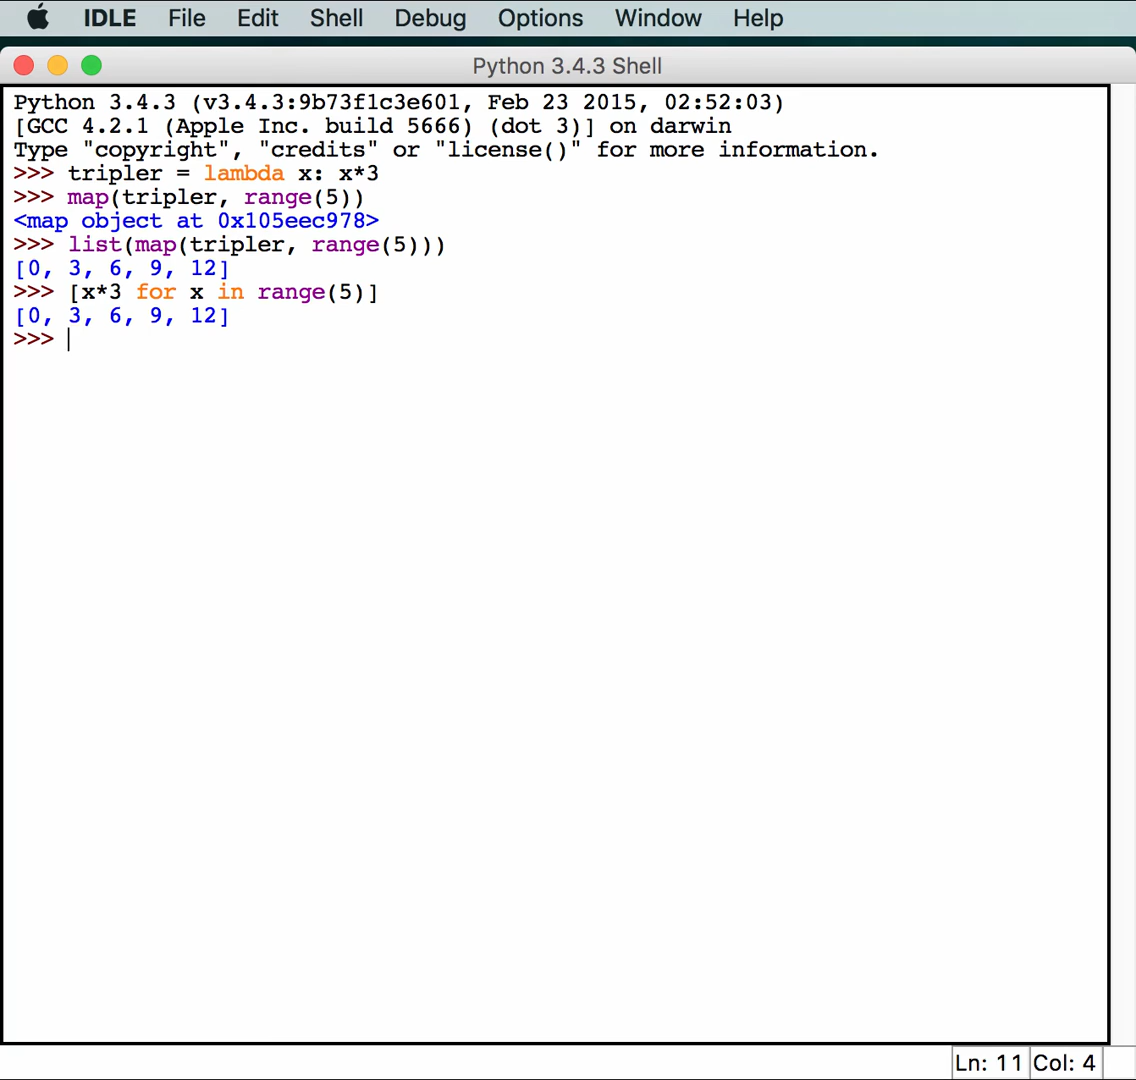 IDLE File Edit Shell Debug Options Window Help
Python 3.4.3 Shell
Python 3.4.3 (v3.4.3:9b73f1c3e601, Feb 23 2015, 02:52:03)
[GCC 4.2.1 (Apple Inc. build 5666) (dot 3)] on darwin
Type "copyright", "credits" or "license()" for more information.
>>> tripler = lambda x: x*3
>>> map(tripler, range(5))
<map object at 0x105eec978>
>>> list(map(tripler, range(5)))
[0, 3, 6, 9, 12]
>>> [x*3 for x in range(5)]
[0, 3, 6, 9, 12]
>>>
Ln: 11 Col: 4